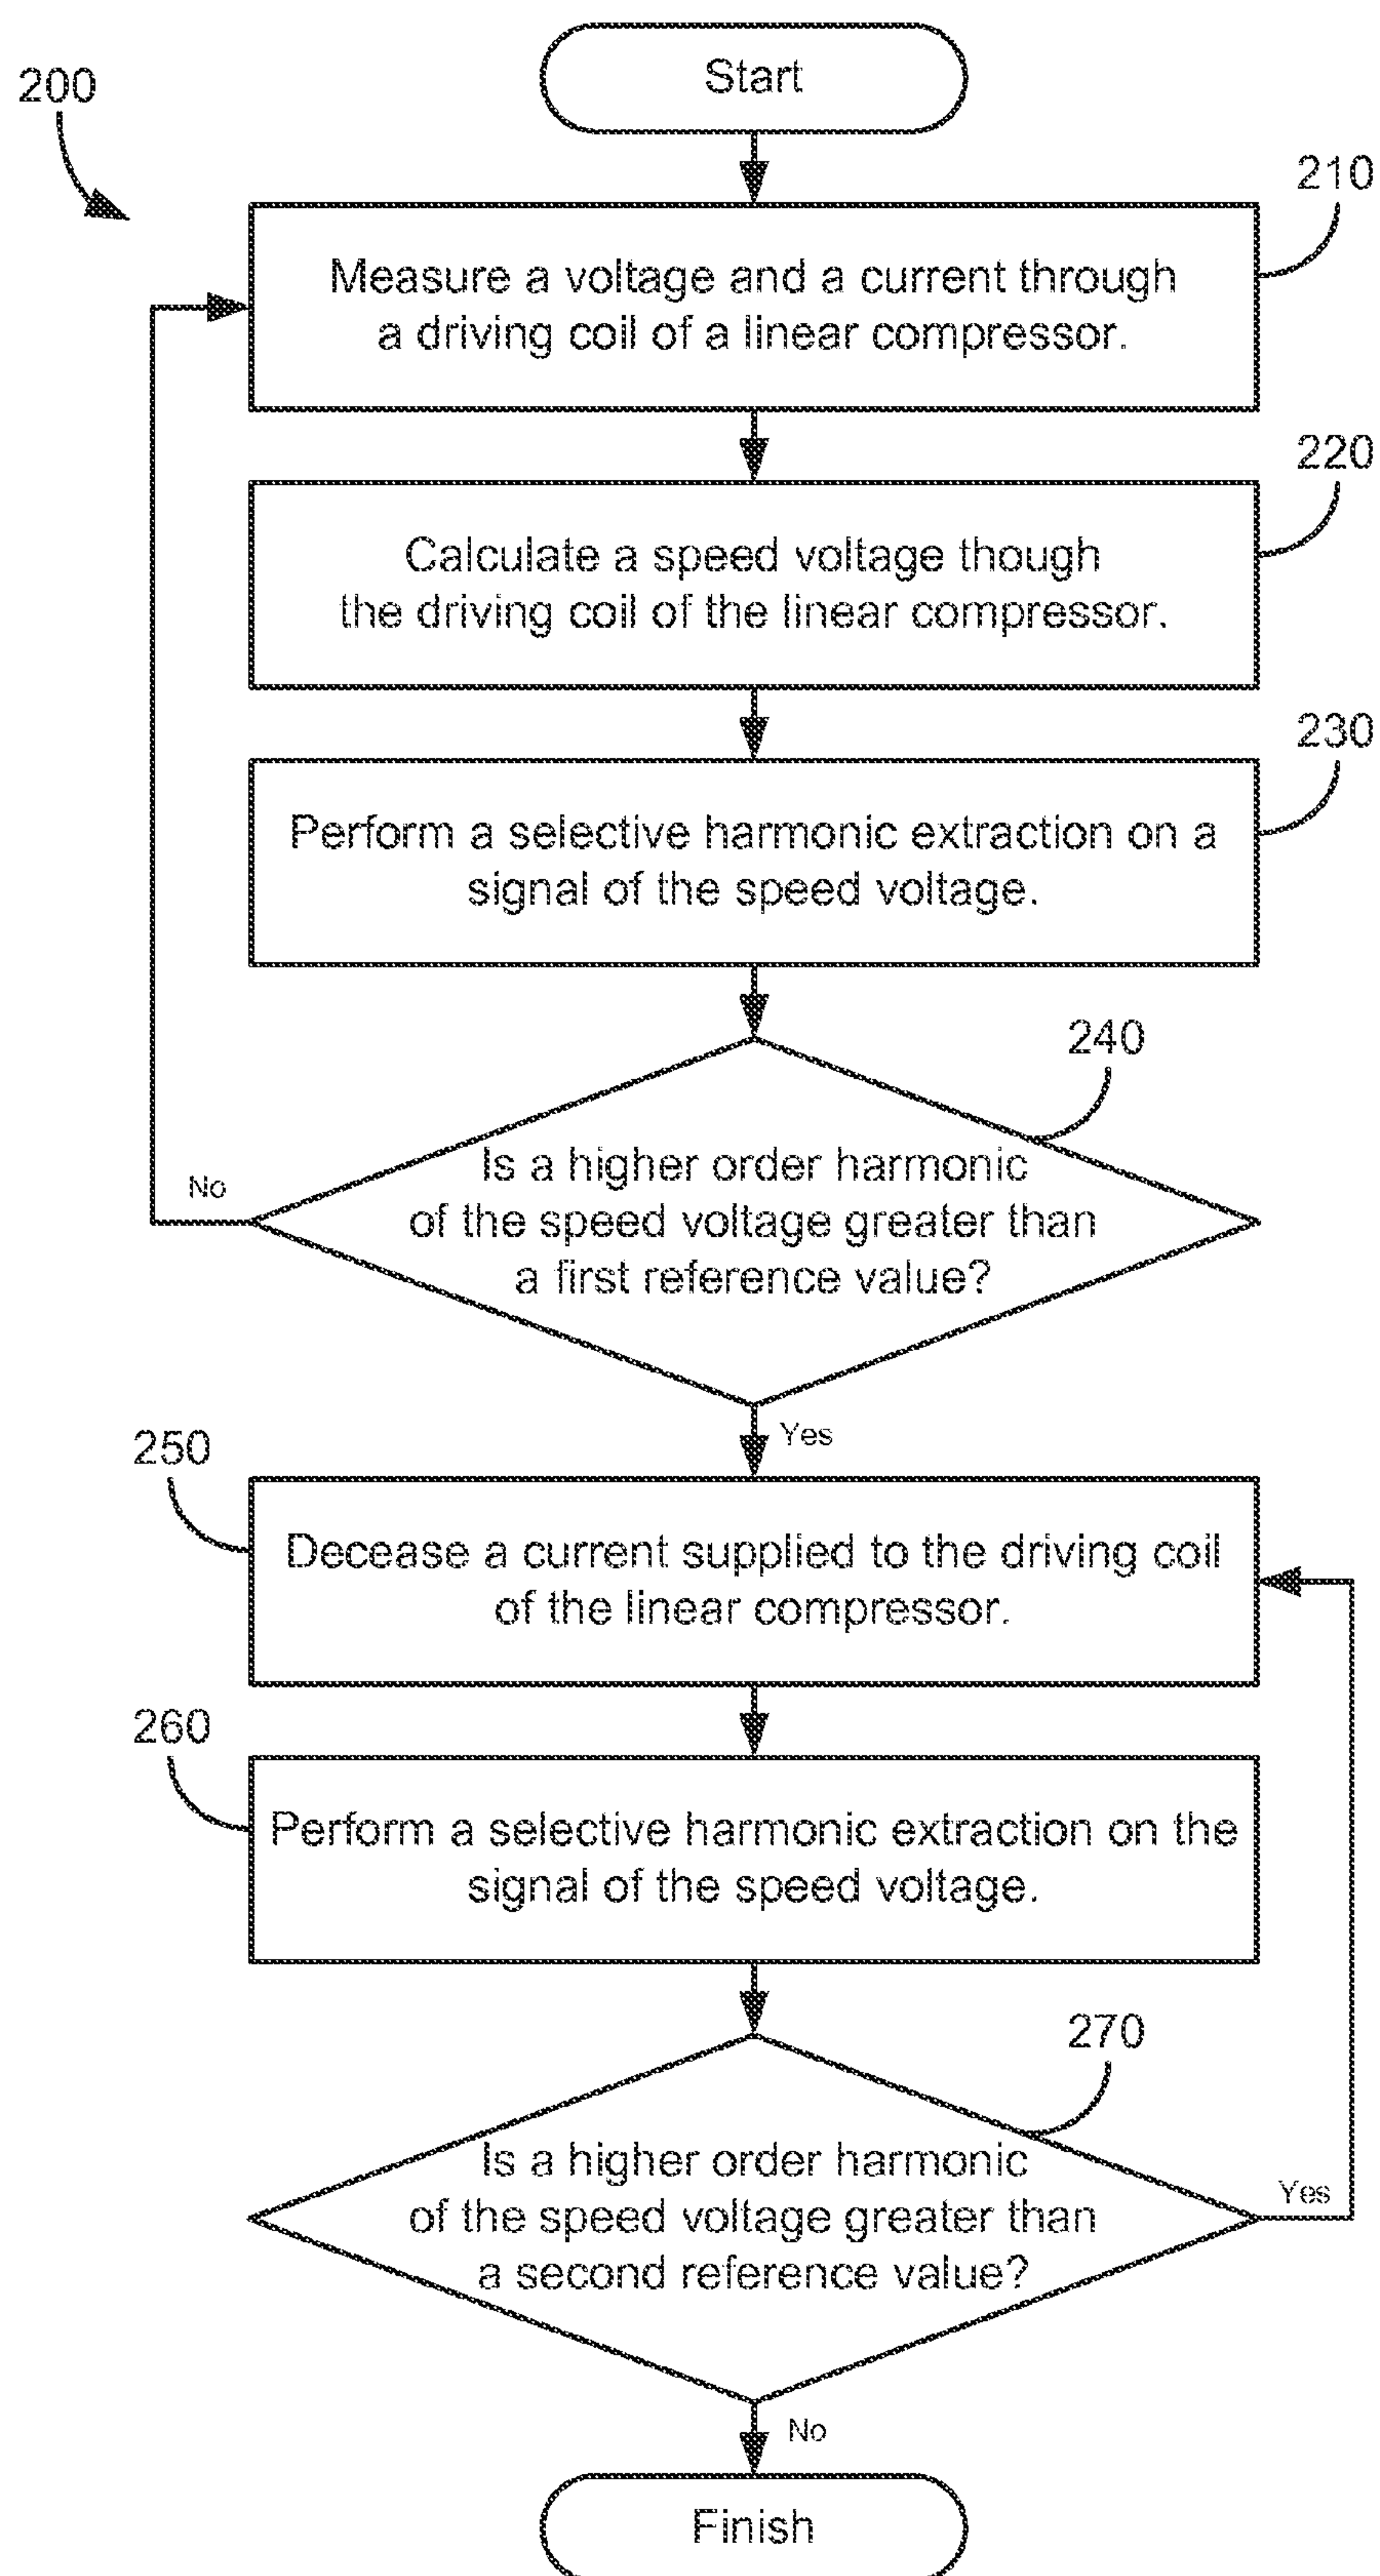 Start
200
210
Measure a voltage and a current through
a driving coil of a linear compressor.
220
Calculate a speed voltage though
the driving coil of the linear compressor.
230
Perform a selective harmonic extraction on a
signal of the speed voltage.
240
Is a higher order harmonic
of the speed voltage greater than
a first reference value?
No
Yes
250
Decease a current supplied to the driving coil
of the linear compressor.
260
Perform a selective harmonic extraction on the
signal of the speed voltage.
270
Is a higher order harmonic
of the speed voltage greater than
a second reference value?
Yes
No
Finish